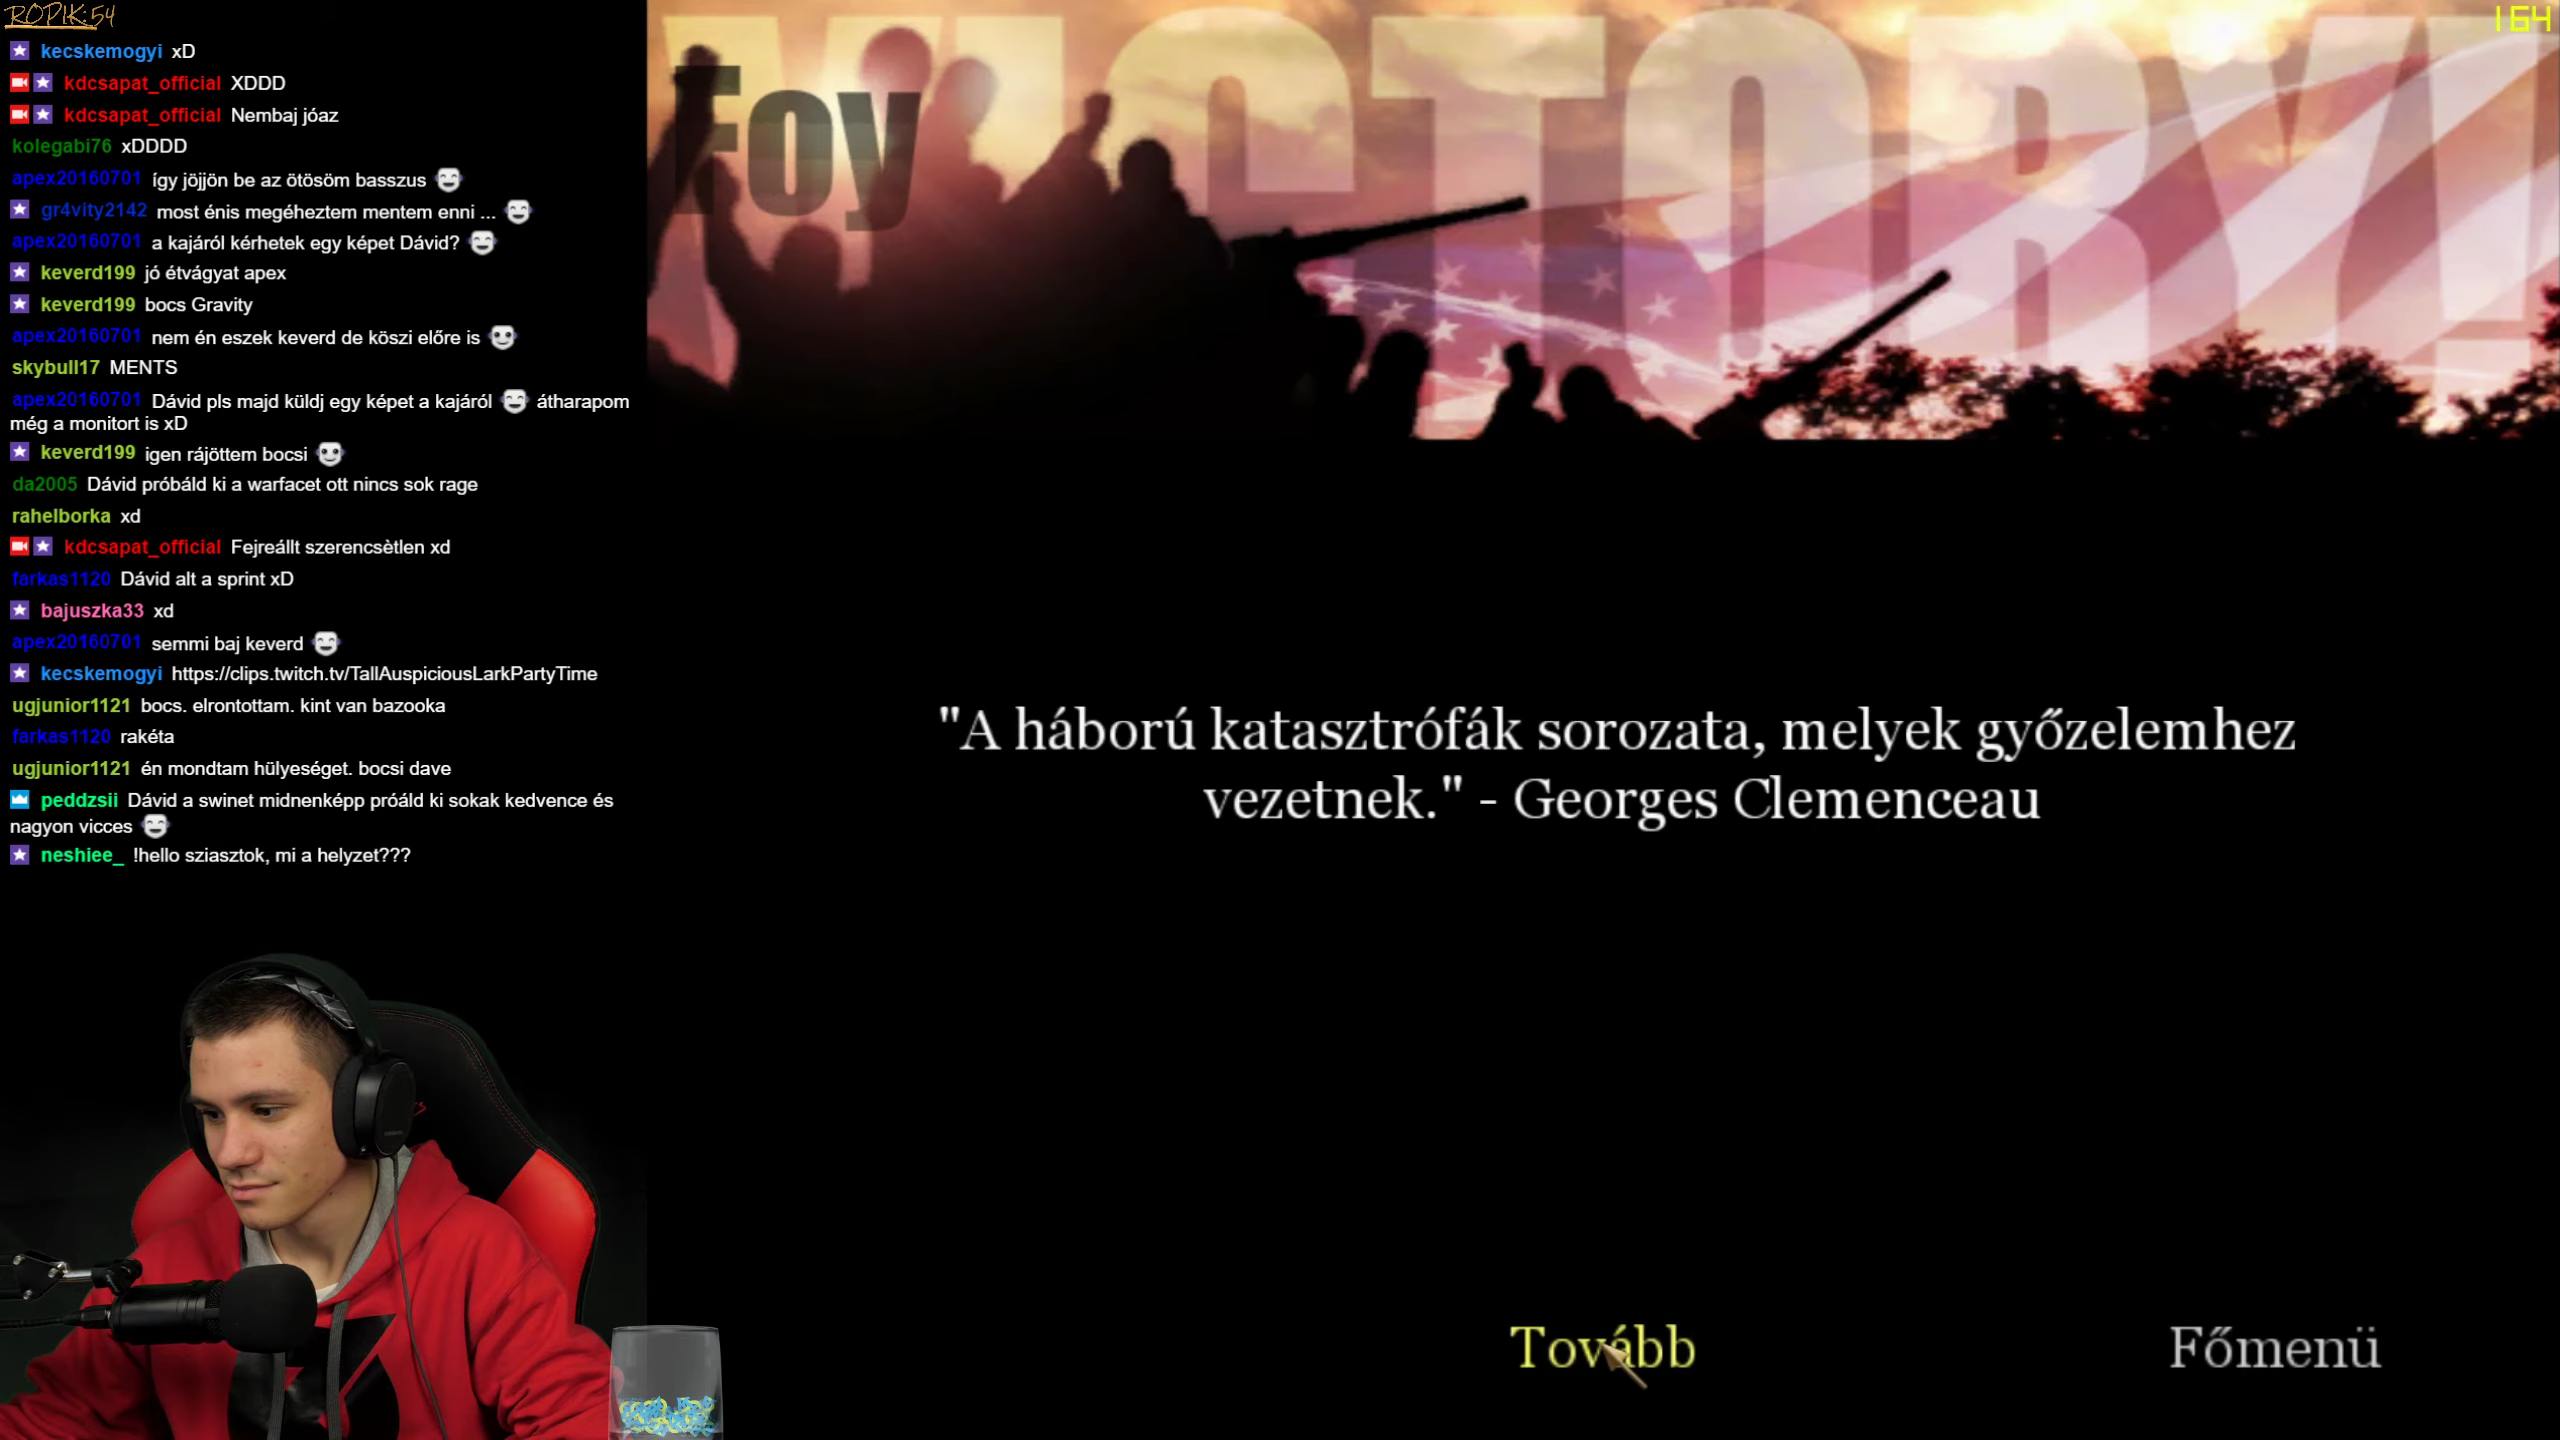 ROPIK:54
kecskemogyi xD
kdcsapat_official XDDD
kdcsapat_official Nembaj jóaz
kolegabi76 xDDDD
apex20160701 így jöjjön be az ötösöm basszus
gr4vity2142 most énis megéheztem mentem enni ...
apex20160701 a kajáról kérhetek egy képet Dávid?
keverd199 jó étvágyat apex
keverd199 bocs Gravity
apex20160701 nem én eszek keverd de köszi előre is
skybull17 MENTS
apex20160701 Dávid pls majd küldj egy képet a kajáról átharapom
még a monitort is xD
keverd199 igen rájöttem bocsi
da2005 Dávid próbáld ki a warfacet ott nincs sok rage
rahelborka xd
kdcsapat_official Fejreállt szerencsètlen xd
farkas1120 Dávid alt a sprint xD
bajuszka33 xd
apex20160701 semmi baj keverd
kecskemogyi https://clips.twitch.tv/TallAuspiciousLarkPartyTime
ugjunior1121 bocs. elrontottam. kint van bazooka
farkas1120 rakéta
ugjunior1121 én mondtam hülyeséget. bocsi dave
peddzsii Dávid a swinet midnenképp próáld ki sokak kedvence és
nagyon vicces
neshiee_ !hello sziasztok, mi a helyzet???
VICTORY!
Foy
164
"A háború katasztrófák sorozata, melyek győzelemhez
vezetnek." - Georges Clemenceau
Tovább
Főmenü